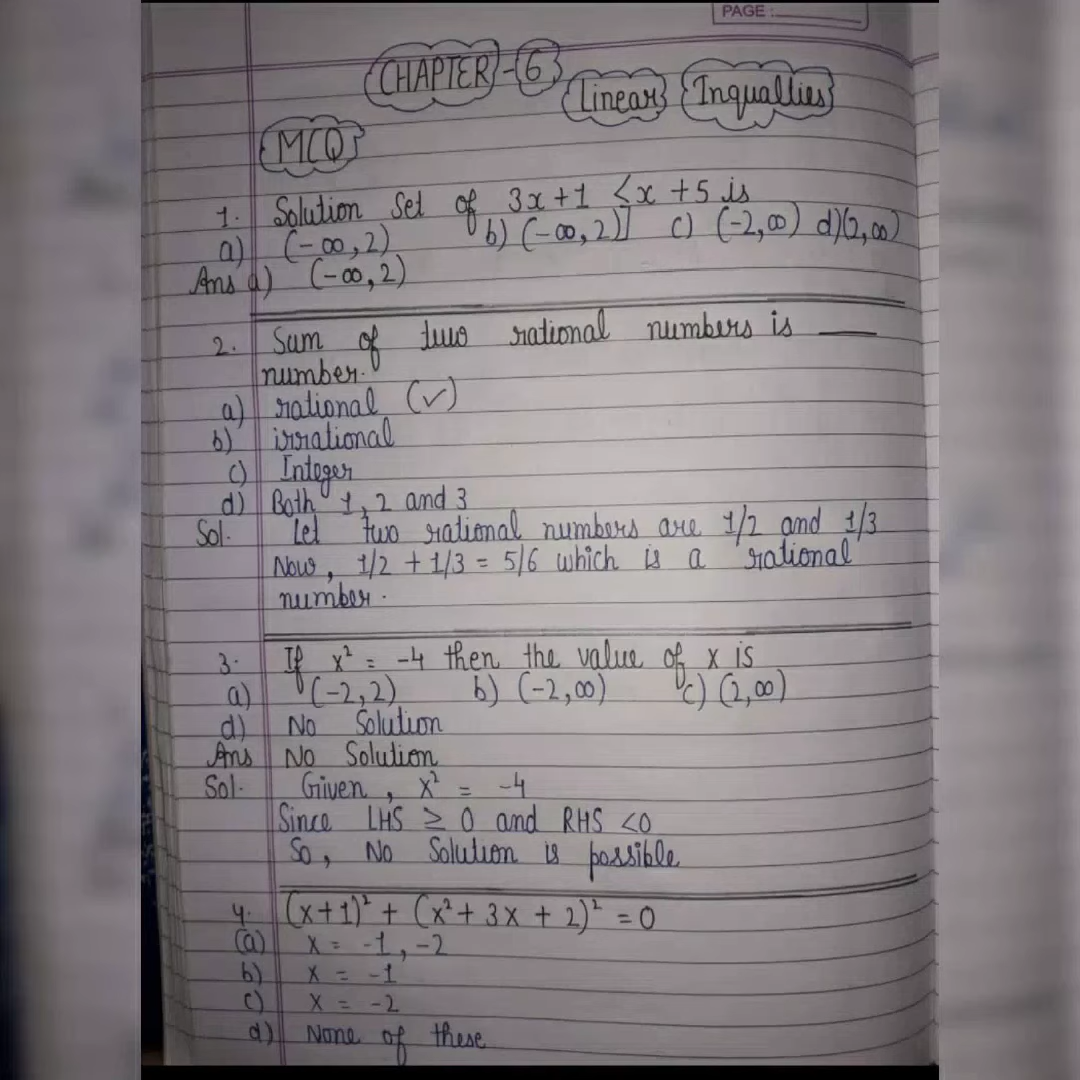 PAGE :
CHAPTER - 6
Linear Inquallies
MCQ
1. Solution Set of 3x+1 <x +5 is
a) (-∞,2) b) (-∞,2)] c) (-2,∞) d)(2,∞)
Ans a) (-∞,2)
2. Sum of two rational numbers is ____
number.
a) rational (✓)
b) irrational
c) Integer
d) Both 1, 2 and 3
Sol. Let two rational numbers are 1/2 and 1/3
Now, 1/2 + 1/3 = 5/6 which is a rational
number.
3. If x² = -4 then the value of x is
a) (-2,2) b) (-2,∞) c) (2,∞)
d) No Solution
Ans No Solution
Sol. Given, x² = -4
Since LHS ≥ 0 and RHS <0
So, No Solution is possible
4. (x+1)² + (x²+3x+2)² =0
(a) x = -1, -2
b) x = -1
c) x = -2
d) None of these